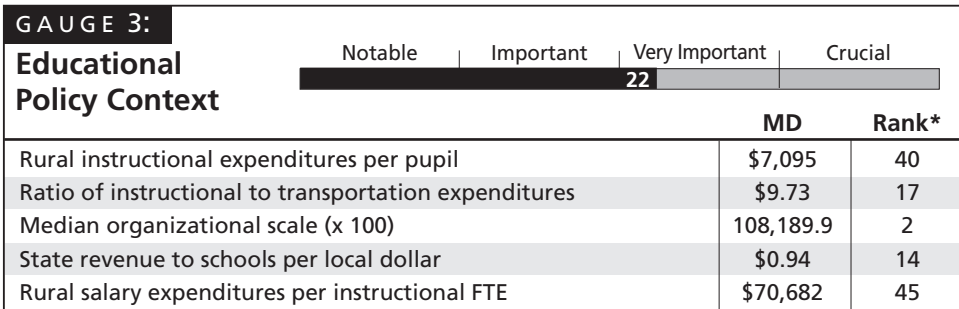 GAUGE 3:
Educational
Policy Context
Notable Important Very Important Crucial
22
MD Rank*
Rural instructional expenditures per pupil $7,095 40
Ratio of instructional to transportation expenditures $9.73 17
Median organizational scale (x 100) 108,189.9 2
State revenue to schools per local dollar $0.94 14
Rural salary expenditures per instructional FTE $70,682 45